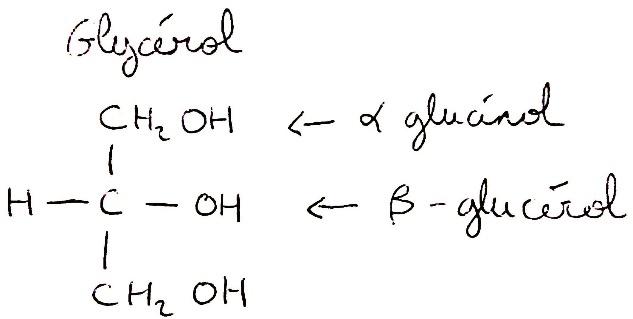 Glycérol
CH₂ OH ← α glucérol
H — C — OH ← β - glucérol
CH₂ OH